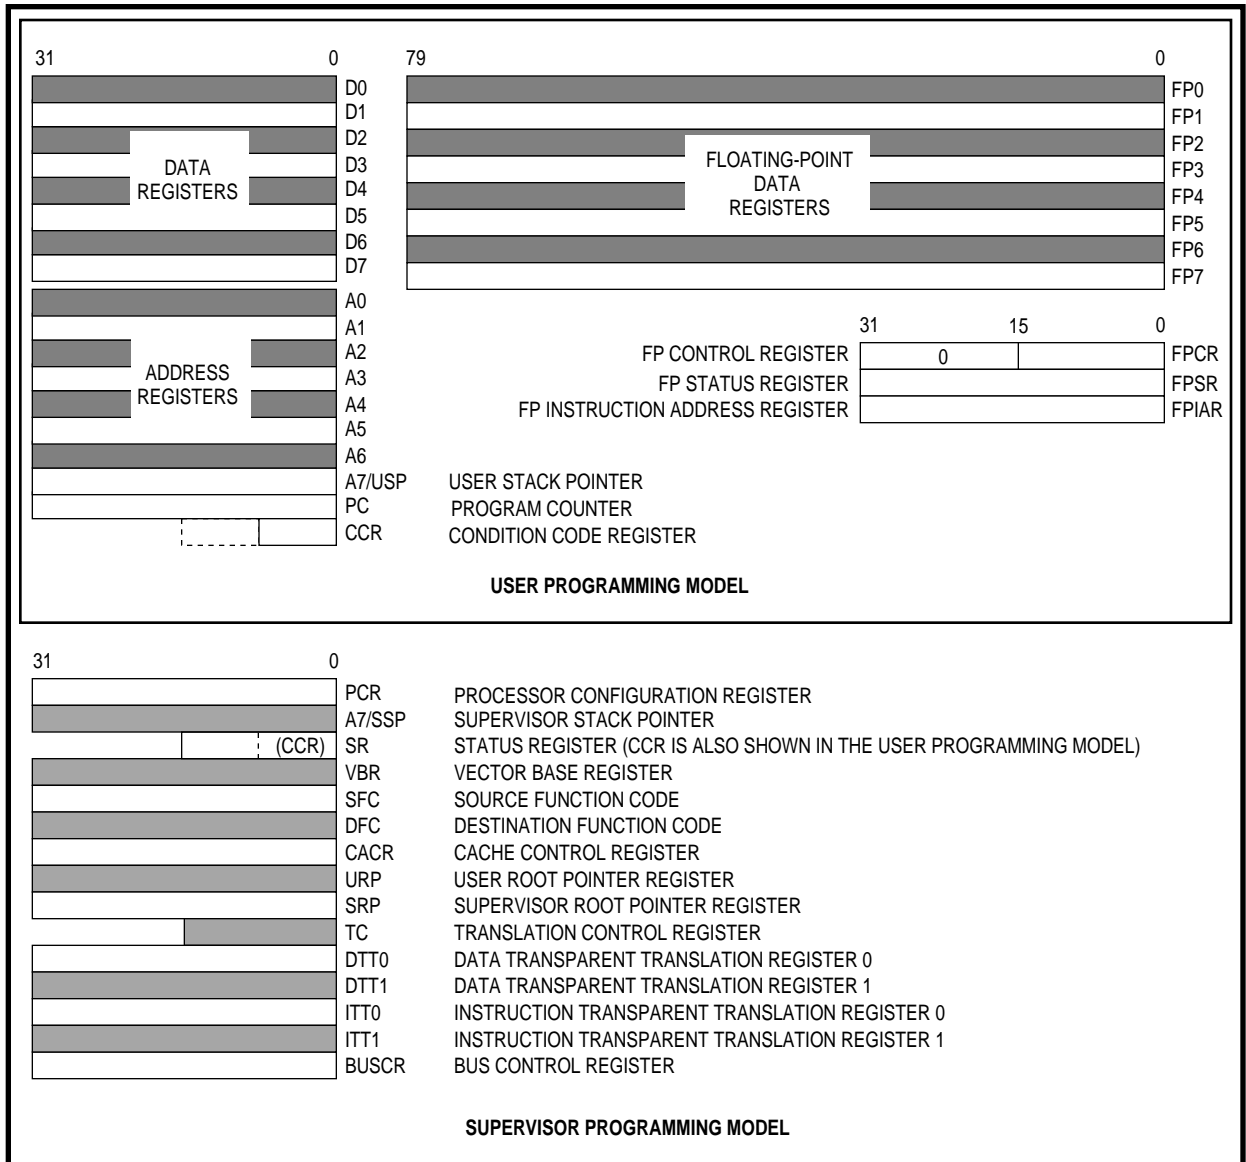 31 0
D0
D1
D2
D3
D4
D5
D6
D7
DATA
REGISTERS
A0
A1
A2
A3
A4
A5
A6
ADDRESS
REGISTERS
A7/USP USER STACK POINTER
PC PROGRAM COUNTER
CCR CONDITION CODE REGISTER
79 0
FP0
FP1
FP2
FP3
FP4
FP5
FP6
FP7
FLOATING-POINT
DATA
REGISTERS
31 15 0
FP CONTROL REGISTER 0 FPCR
FP STATUS REGISTER FPSR
FP INSTRUCTION ADDRESS REGISTER FPIAR
USER PROGRAMMING MODEL
31 0
PCR PROCESSOR CONFIGURATION REGISTER
A7/SSP SUPERVISOR STACK POINTER
(CCR) SR STATUS REGISTER (CCR IS ALSO SHOWN IN THE USER PROGRAMMING MODEL)
VBR VECTOR BASE REGISTER
SFC SOURCE FUNCTION CODE
DFC DESTINATION FUNCTION CODE
CACR CACHE CONTROL REGISTER
URP USER ROOT POINTER REGISTER
SRP SUPERVISOR ROOT POINTER REGISTER
TC TRANSLATION CONTROL REGISTER
DTT0 DATA TRANSPARENT TRANSLATION REGISTER 0
DTT1 DATA TRANSPARENT TRANSLATION REGISTER 1
ITT0 INSTRUCTION TRANSPARENT TRANSLATION REGISTER 0
ITT1 INSTRUCTION TRANSPARENT TRANSLATION REGISTER 1
BUSCR BUS CONTROL REGISTER
SUPERVISOR PROGRAMMING MODEL